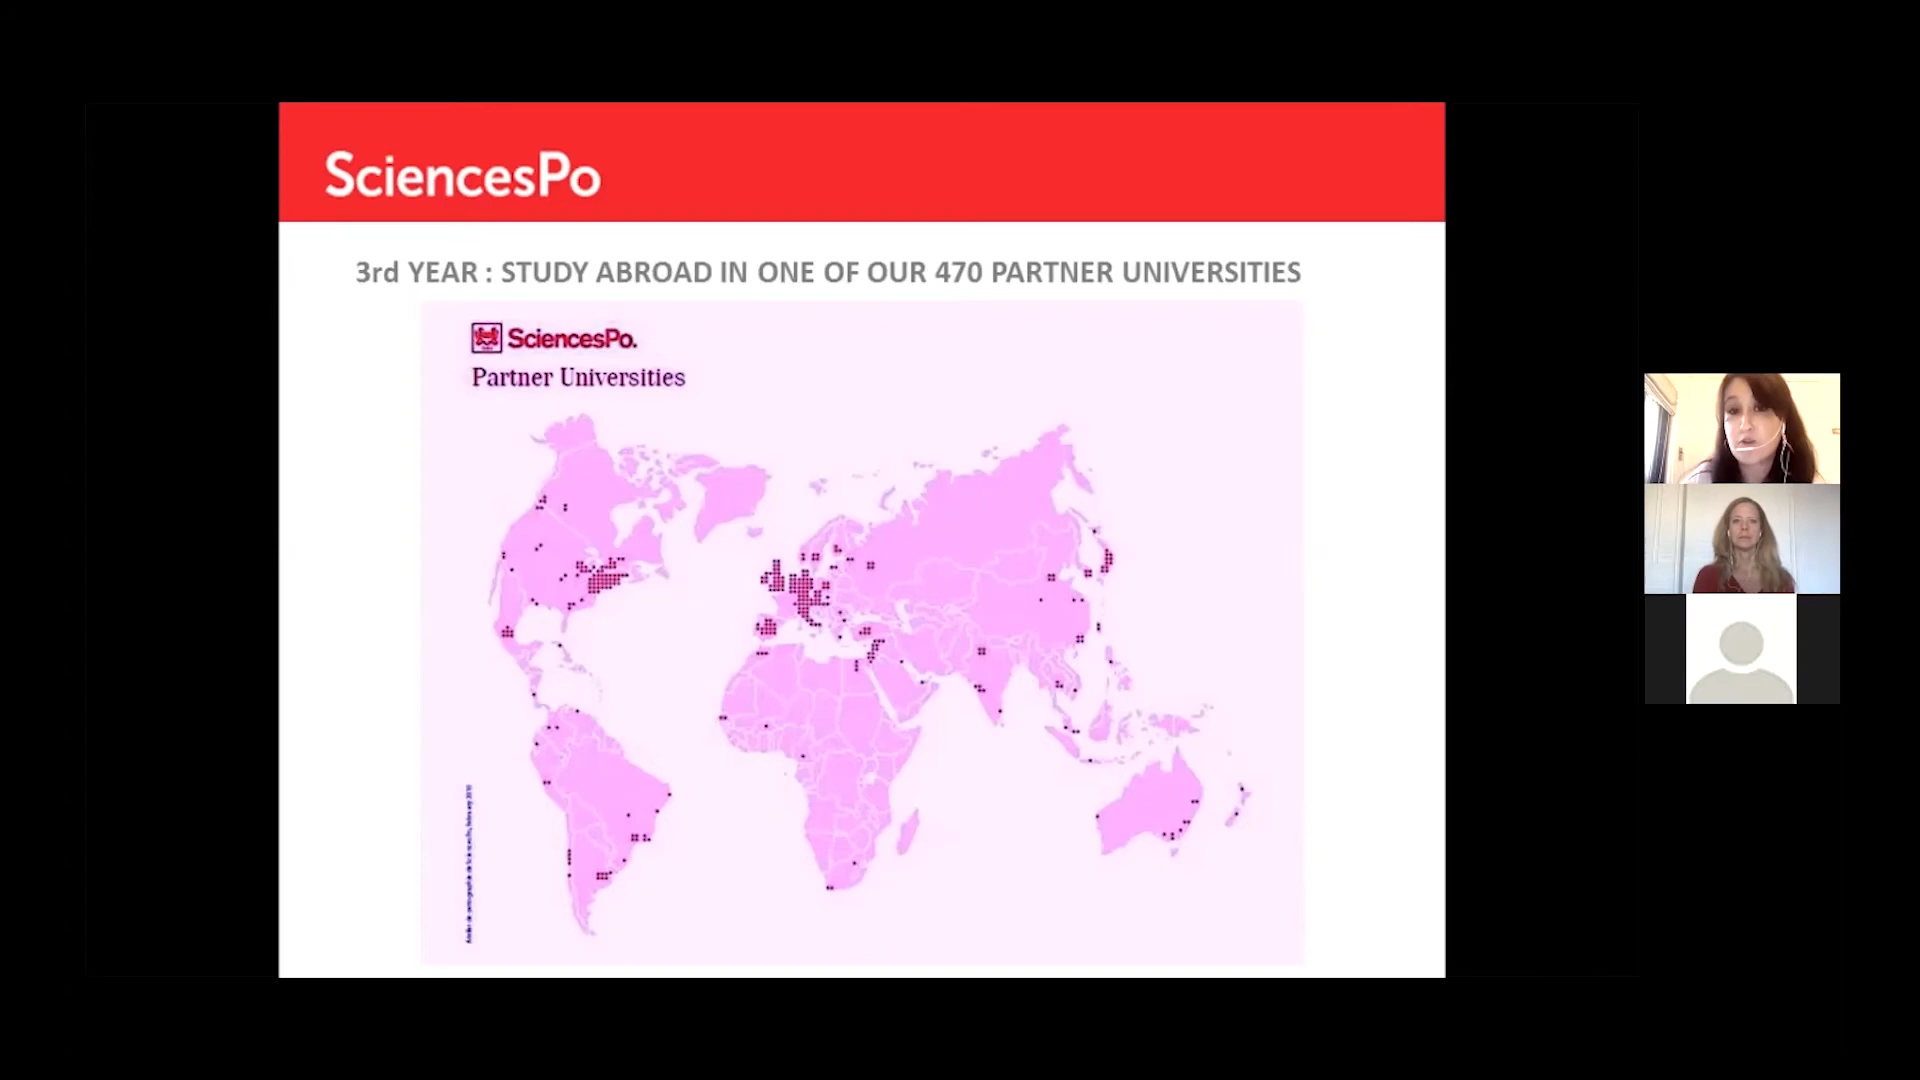 SciencesPo
3rd YEAR : STUDY ABROAD IN ONE OF OUR 470 PARTNER UNIVERSITIES
SciencesPo.
Partner Universities